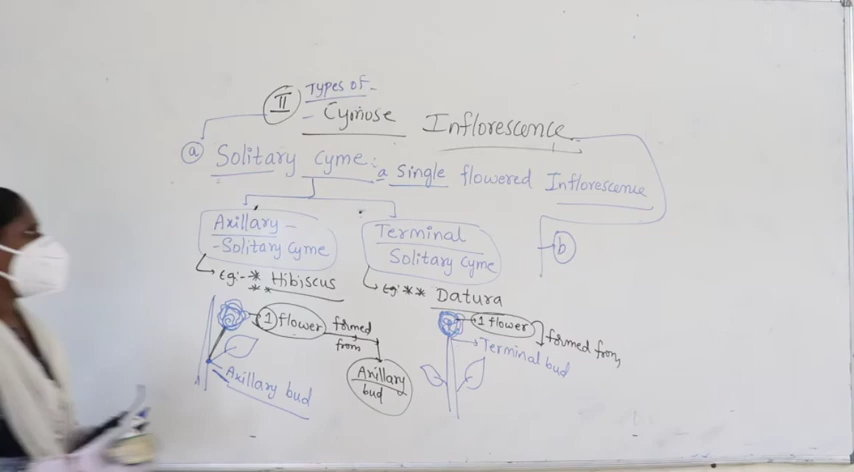 II Types of -
- Cymose Inflorescence
a Solitary Cyme: a single flowered Inflorescence
Axillary -
- Solitary Cyme
Terminal
Solitary Cyme
b
Eg:- * Hibiscus
**
Eg: ** Datura
1 flower formed from
Axillary bud
Axillary bud
1 flower formed from,
Terminal bud